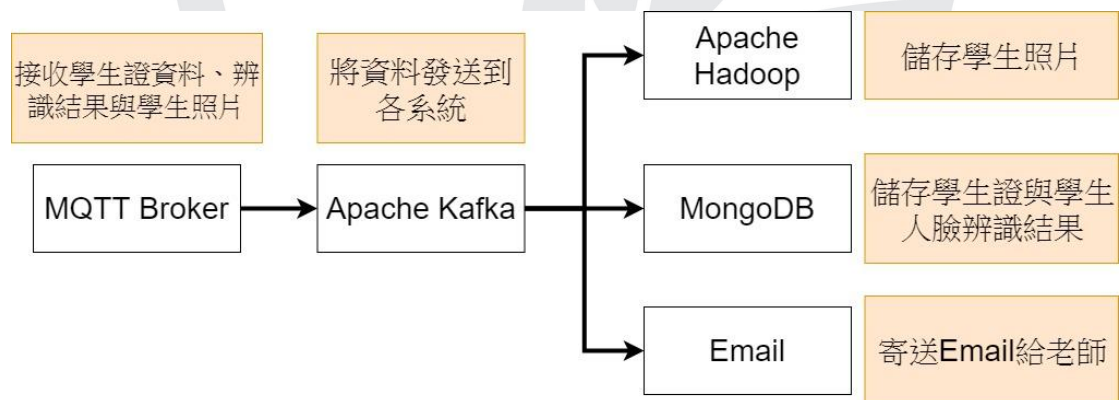 接收學生證資料、辨
識結果與學生照片
將資料發送到
各系統
Apache
Hadoop
儲存學生照片
MQTT Broker
Apache Kafka
MongoDB
儲存學生證與學生
人臉辨識結果
Email
寄送Email給老師